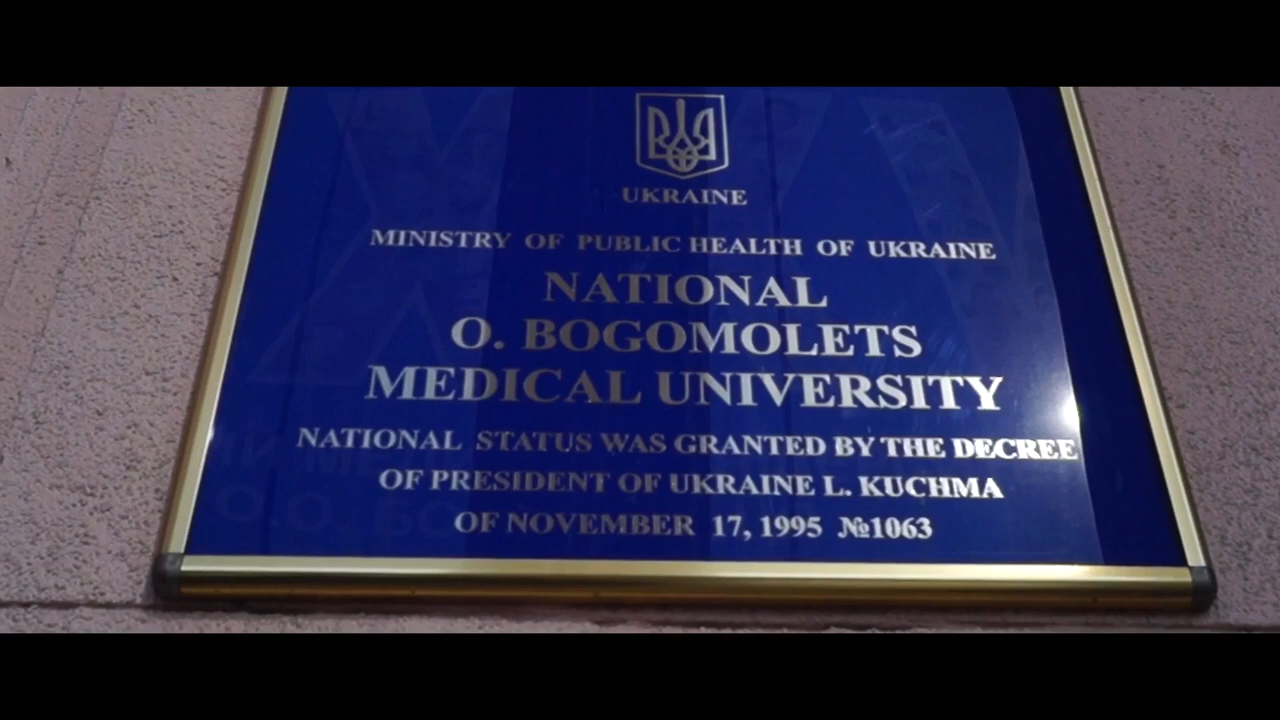 UKRAINE
MINISTRY OF PUBLIC HEALTH OF UKRAINE
NATIONAL
O. BOGOMOLETS
MEDICAL UNIVERSITY
NATIONAL STATUS WAS GRANTED BY THE DECREE
OF PRESIDENT OF UKRAINE L. KUCHMA
OF NOVEMBER 17, 1995 №1063